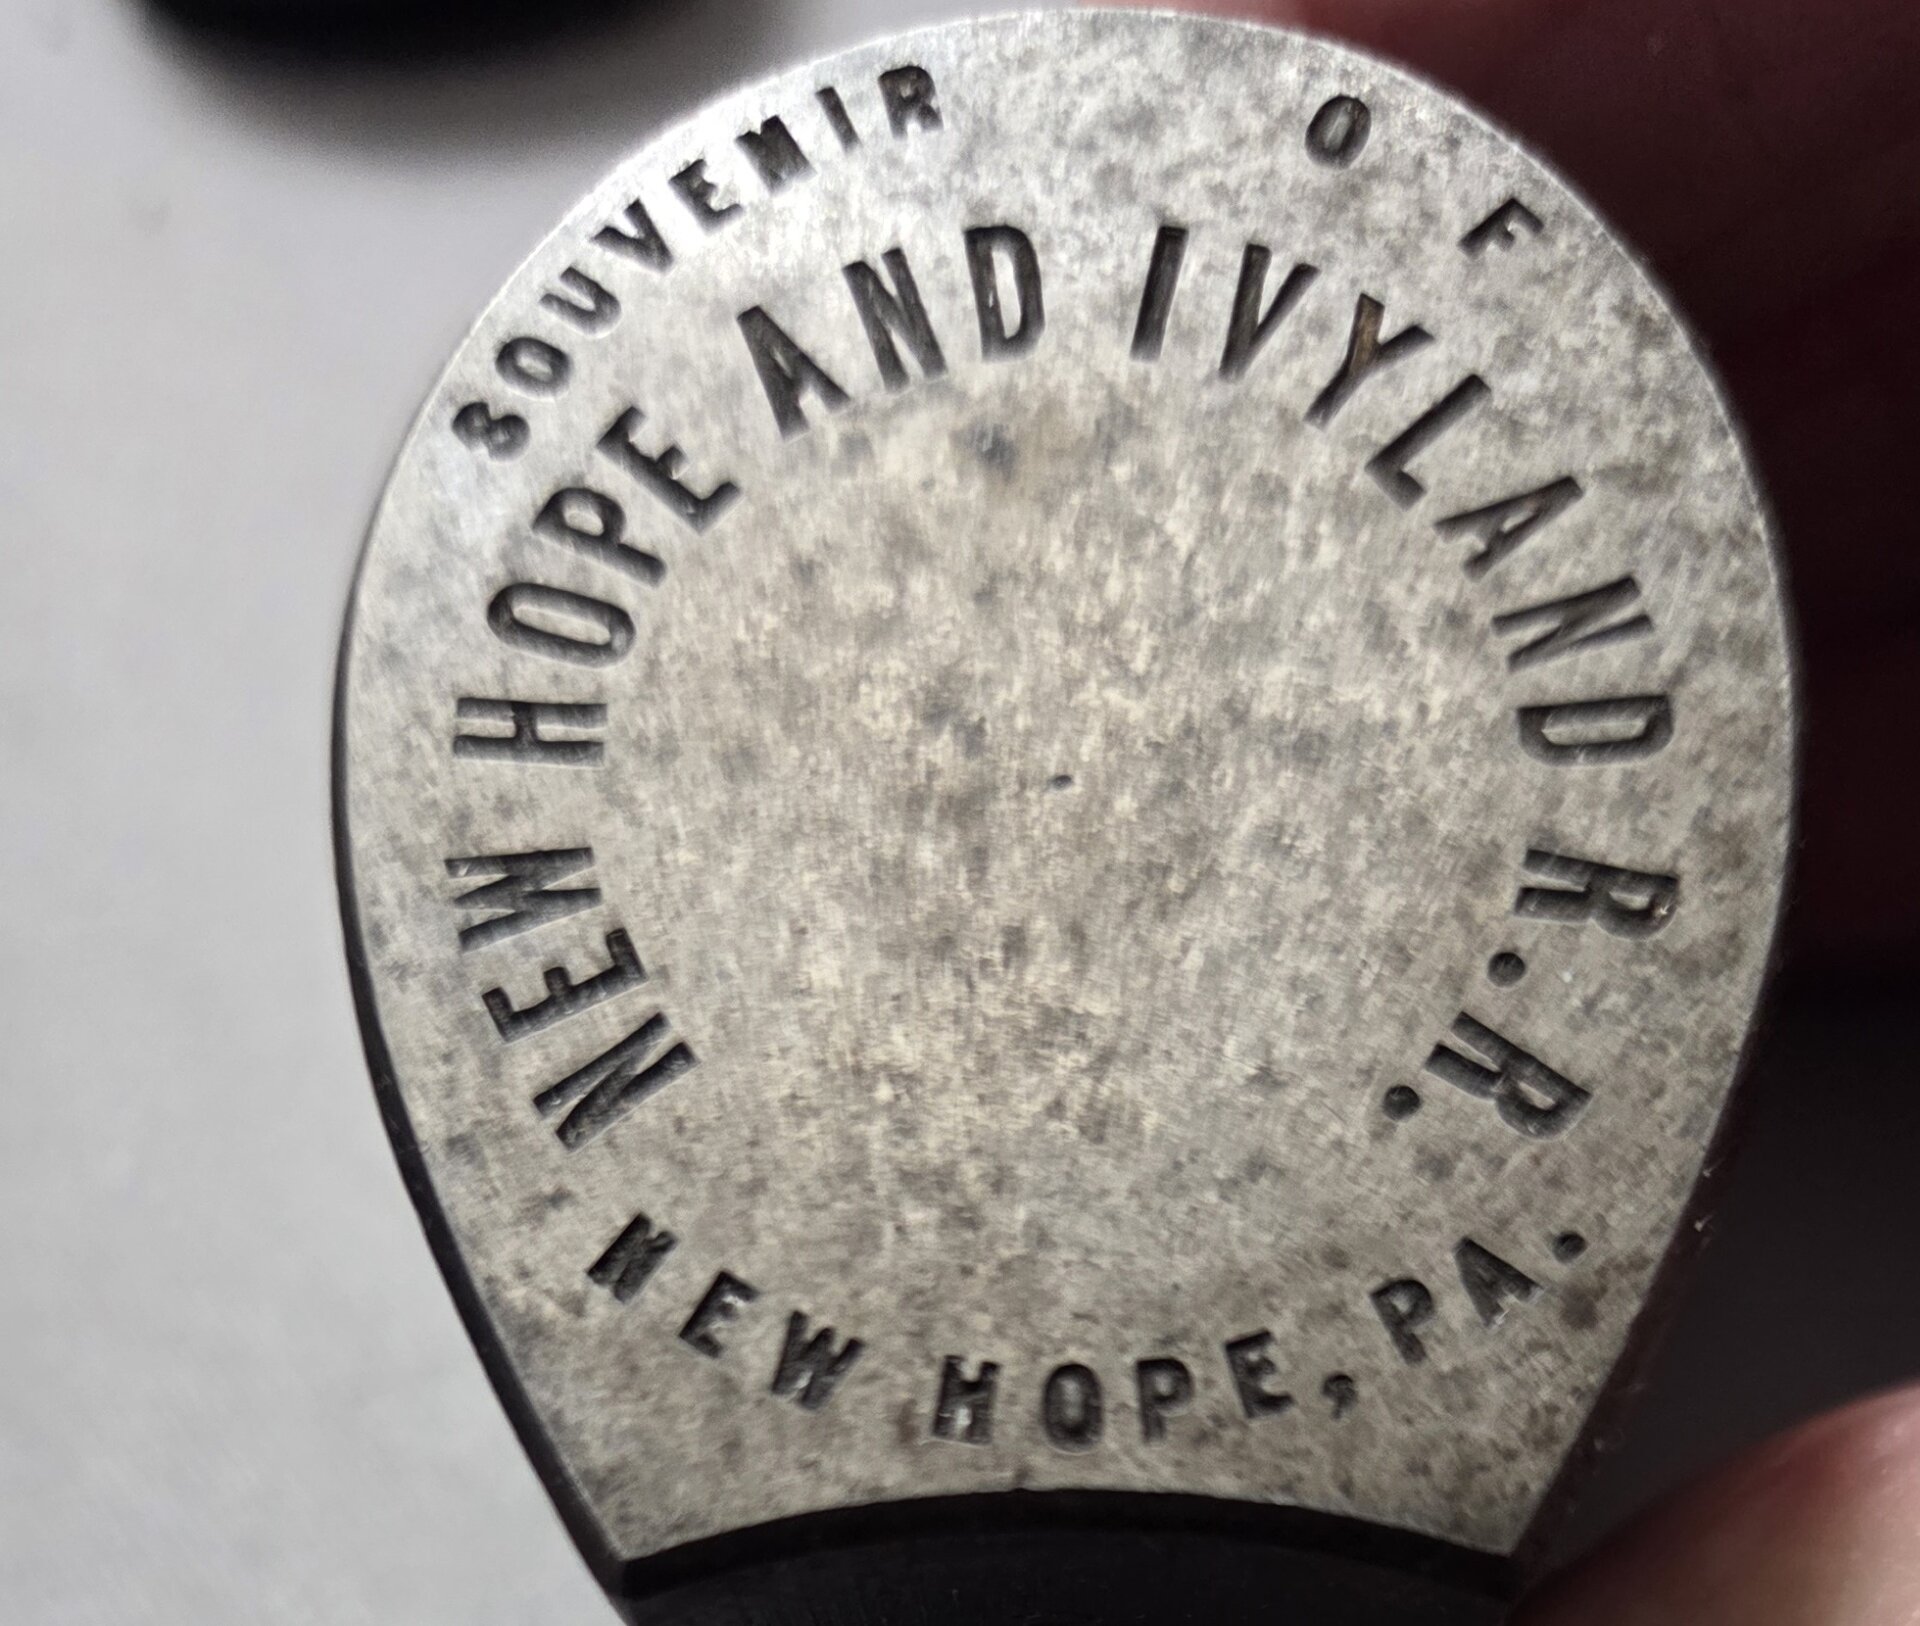 SOUVENIR OF
NEW HOPE AND IVYLAND R.R.
NEW HOPE, PA.